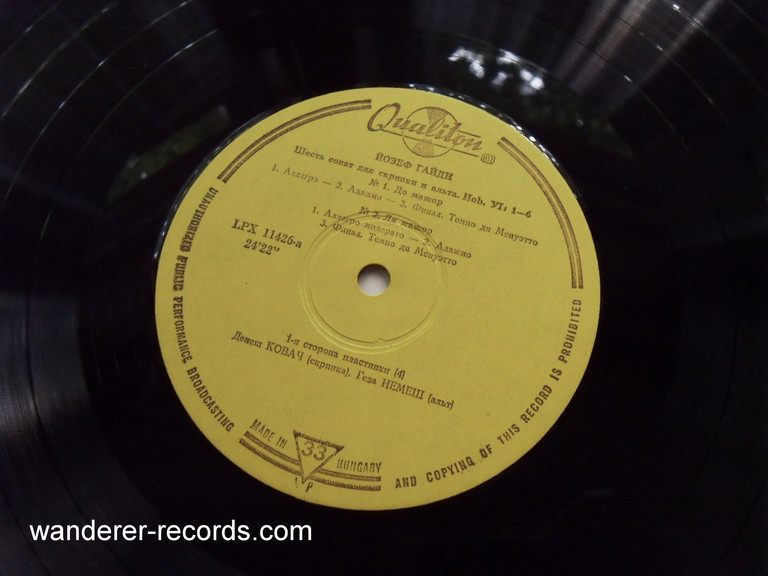 Qualiton
ЙОЗЕФ ГАЙДН
Шесть сонат для скрипки и альта. Hob. VI: 1—6
№ 1. До мажор
1. Аллегро — 2. Адажио — 3. Финал. Темпо ди Менуэтто
№ 2. Ля мажор
1. Аллегро модерато — 2. Адажио
3. Финал. Темпо ди Менуэтто
LPX 11426-a
24'22"
1-я сторона пластинки (4)
Денеш КОВАЧ (скрипка), Геза НЕМЕШ (альт)
MADE IN 33 HUNGARY
LP
UNAUTHORIZED PUBLIC PERFORMANCE BROADCASTING
AND COPYING OF THIS RECORD IS PROHIBITED
wanderer-records.com